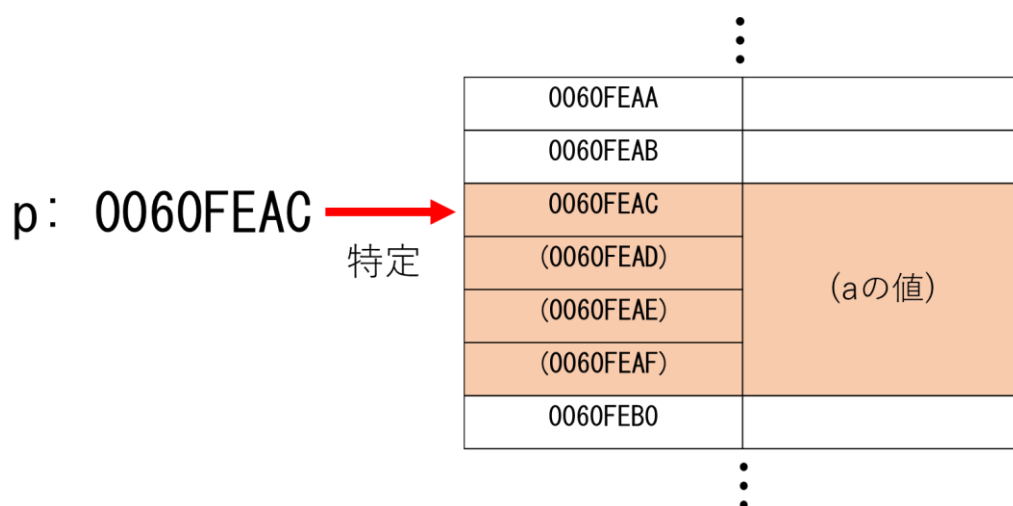 0060FEAA
0060FEAB
p: 0060FEAC
0060FEAC
特定
(0060FEAD)
(0060FEAE)
(0060FEAF)
(aの値)
0060FEB0